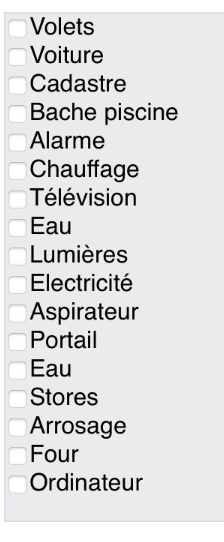 Volets
Voiture
Cadastre
Bache piscine
Alarme
Chauffage
Télévision
Eau
Lumières
Electricité
Aspirateur
Portail
Eau
Stores
Arrosage
Four
Ordinateur